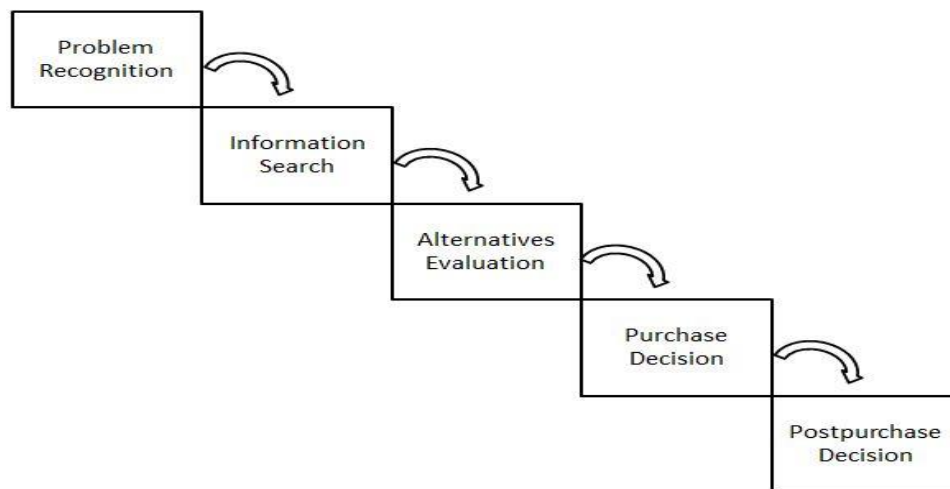 Problem
Recognition
Information
Search
Alternatives
Evaluation
Purchase
Decision
Postpurchase
Decision